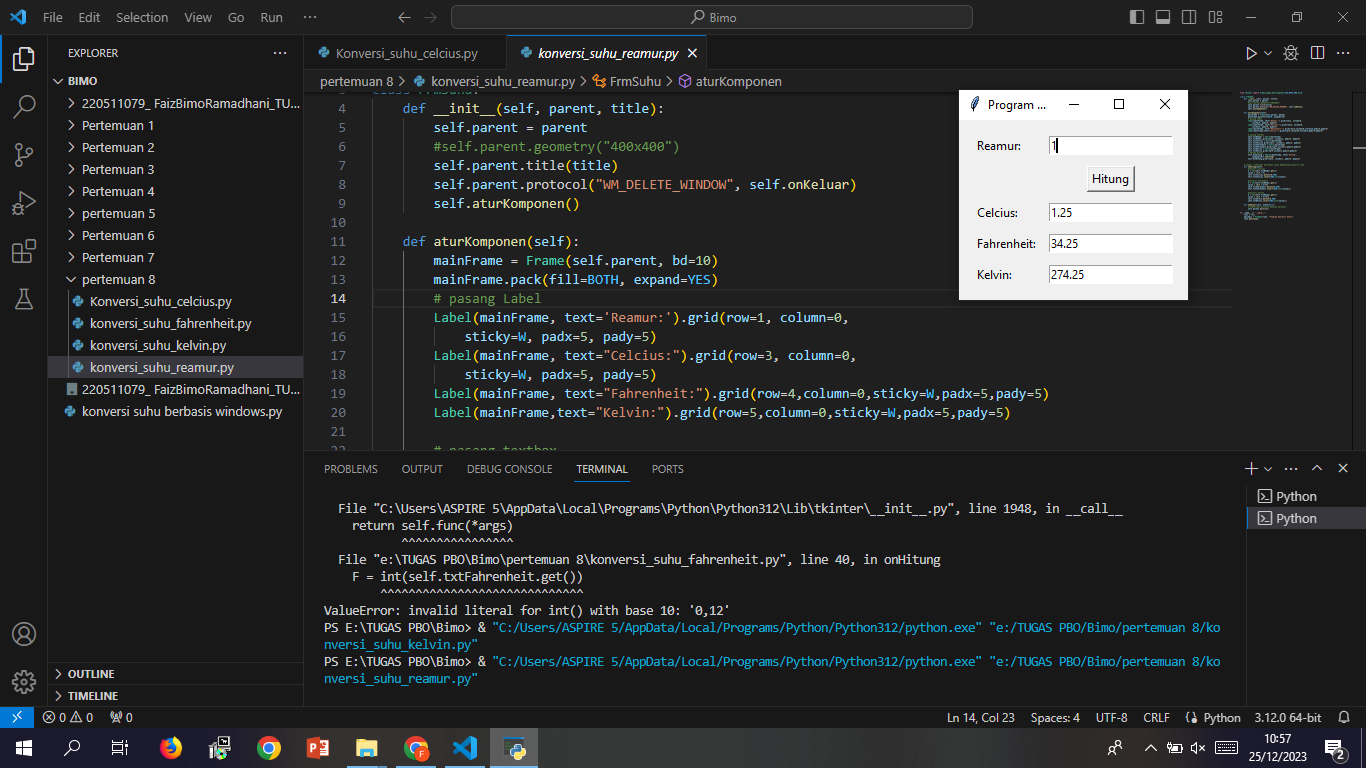 File Edit Selection View Go Run ··· Bimo
EXPLORER ···
BIMO
220511079_ FaizBimoRamadhani_TU...
Pertemuan 1
Pertemuan 2
Pertemuan 3
Pertemuan 4
pertemuan 5
Pertemuan 6
Pertemuan 7
pertemuan 8
Konversi_suhu_celcius.py
konversi_suhu_fahrenheit.py
konversi_suhu_kelvin.py
konversi_suhu_reamur.py
220511079_ FaizBimoRamadhani_TU...
konversi suhu berbasis windows.py
OUTLINE
TIMELINE
Konversi_suhu_celcius.py konversi_suhu_reamur.py
pertemuan 8 > konversi_suhu_reamur.py > FrmSuhu > aturKomponen
4 def __init__(self, parent, title):
5 self.parent = parent
6 #self.parent.geometry("400x400")
7 self.parent.title(title)
8 self.parent.protocol("WM_DELETE_WINDOW", self.onKeluar)
9 self.aturKomponen()
10
11 def aturKomponen(self):
12 mainFrame = Frame(self.parent, bd=10)
13 mainFrame.pack(fill=BOTH, expand=YES)
14 # pasang Label
15 Label(mainFrame, text='Reamur:').grid(row=1, column=0,
16 sticky=W, padx=5, pady=5)
17 Label(mainFrame, text="Celcius:").grid(row=3, column=0,
18 sticky=W, padx=5, pady=5)
19 Label(mainFrame, text="Fahrenheit:").grid(row=4,column=0,sticky=W,padx=5,pady=5)
20 Label(mainFrame,text="Kelvin:").grid(row=5,column=0,sticky=W,padx=5,pady=5)
21
22 # pasang textbox
Program ...
Reamur: 1
Hitung
Celcius: 1.25
Fahrenheit: 34.25
Kelvin: 274.25
PROBLEMS OUTPUT DEBUG CONSOLE TERMINAL PORTS
File "C:\Users\ASPIRE 5\AppData\Local\Programs\Python\Python312\Lib\tkinter\__init__.py", line 1948, in __call__
return self.func(*args)
^^^^^^^^^^^^^^^^
File "e:\TUGAS PBO\Bimo\pertemuan 8\konversi_suhu_fahrenheit.py", line 40, in onHitung
F = int(self.txtFahrenheit.get())
^^^^^^^^^^^^^^^^^^^^^^^^^^^^^
ValueError: invalid literal for int() with base 10: '0,12'
PS E:\TUGAS PBO\Bimo> & "C:/Users/ASPIRE 5/AppData/Local/Programs/Python/Python312/python.exe" "e:/TUGAS PBO/Bimo/pertemuan 8/ko
nversi_suhu_kelvin.py"
PS E:\TUGAS PBO\Bimo> & "C:/Users/ASPIRE 5/AppData/Local/Programs/Python/Python312/python.exe" "e:/TUGAS PBO/Bimo/pertemuan 8/ko
nversi_suhu_reamur.py"
Python
Python
0 0 0 Ln 14, Col 23 Spaces: 4 UTF-8 CRLF Python 3.12.0 64-bit
10:57
25/12/2023
2